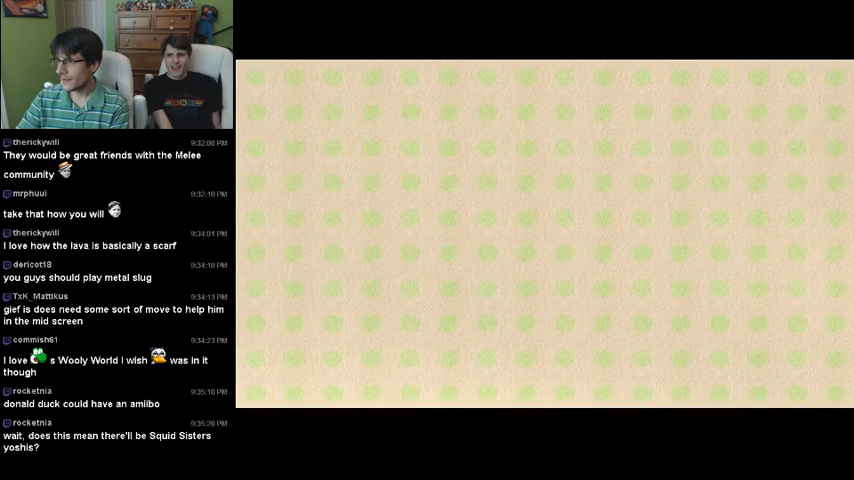 therickywill 9:32:08 PM
They would be great friends with the Melee
community
mrphuui 9:32:18 PM
take that how you will
therickywill 9:34:01 PM
I love how the lava is basically a scarf
dericot18 9:34:18 PM
you guys should play metal slug
TxK_Mattikus 9:34:13 PM
gief is does need some sort of move to help him
in the mid screen
commish61 9:34:23 PM
I love s Wooly World I wish was in it
though
rocketnia 9:35:18 PM
donald duck could have an amiibo
rocketnia 9:35:28 PM
wait, does this mean there'll be Squid Sisters
yoshis?